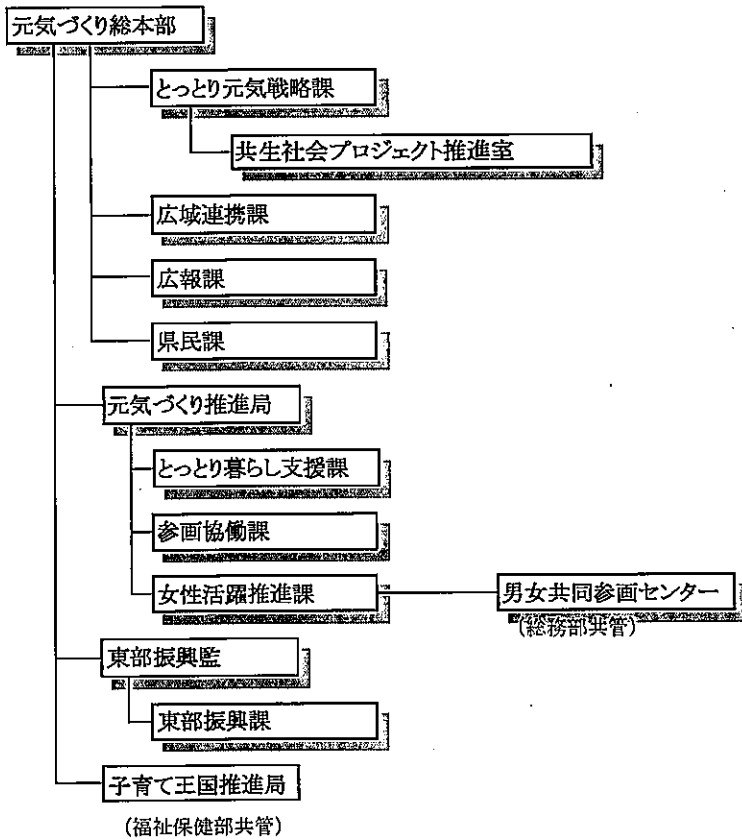 元気づくり総本部
とっとり元気戦略課
共生社会プロジェクト推進室
広域連携課
広報課
県民課
元気づくり推進局
とっとり暮らし支援課
参画協働課
女性活躍推進課
男女共同参画センター
(総務部共管)
東部振興監
東部振興課
子育て王国推進局
(福祉保健部共管)